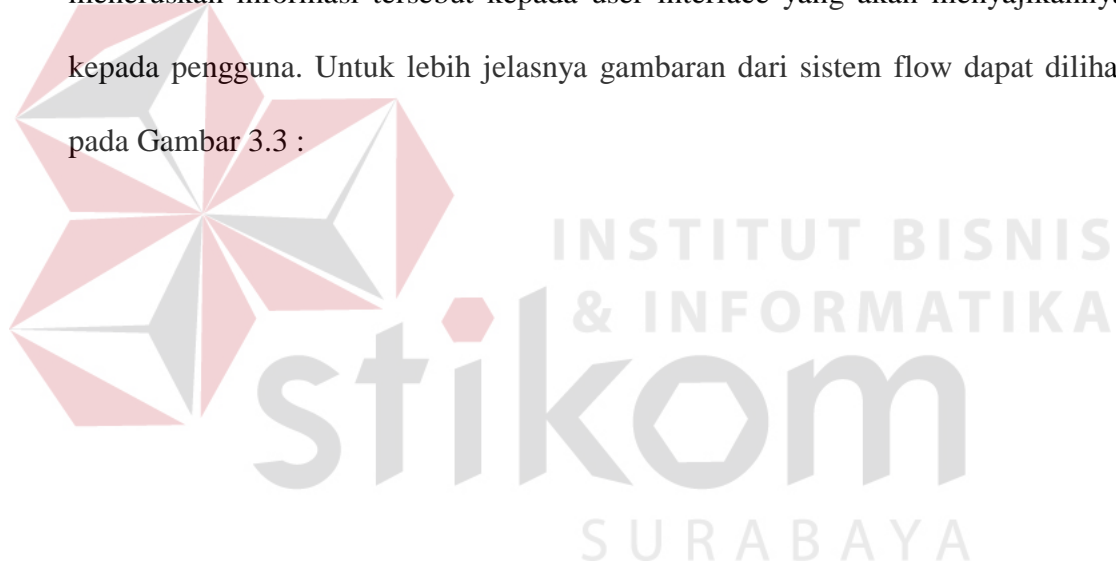 meneruskan informasi tersebut kepada user interface yang akan menyajikannya
kepada pengguna. Untuk lebih jelasnya gambaran dari sistem flow dapat diliha
pada Gambar 3.3 :
INSTITUT BISNIS
& INFORMATIKA
stikom
SURABAYA